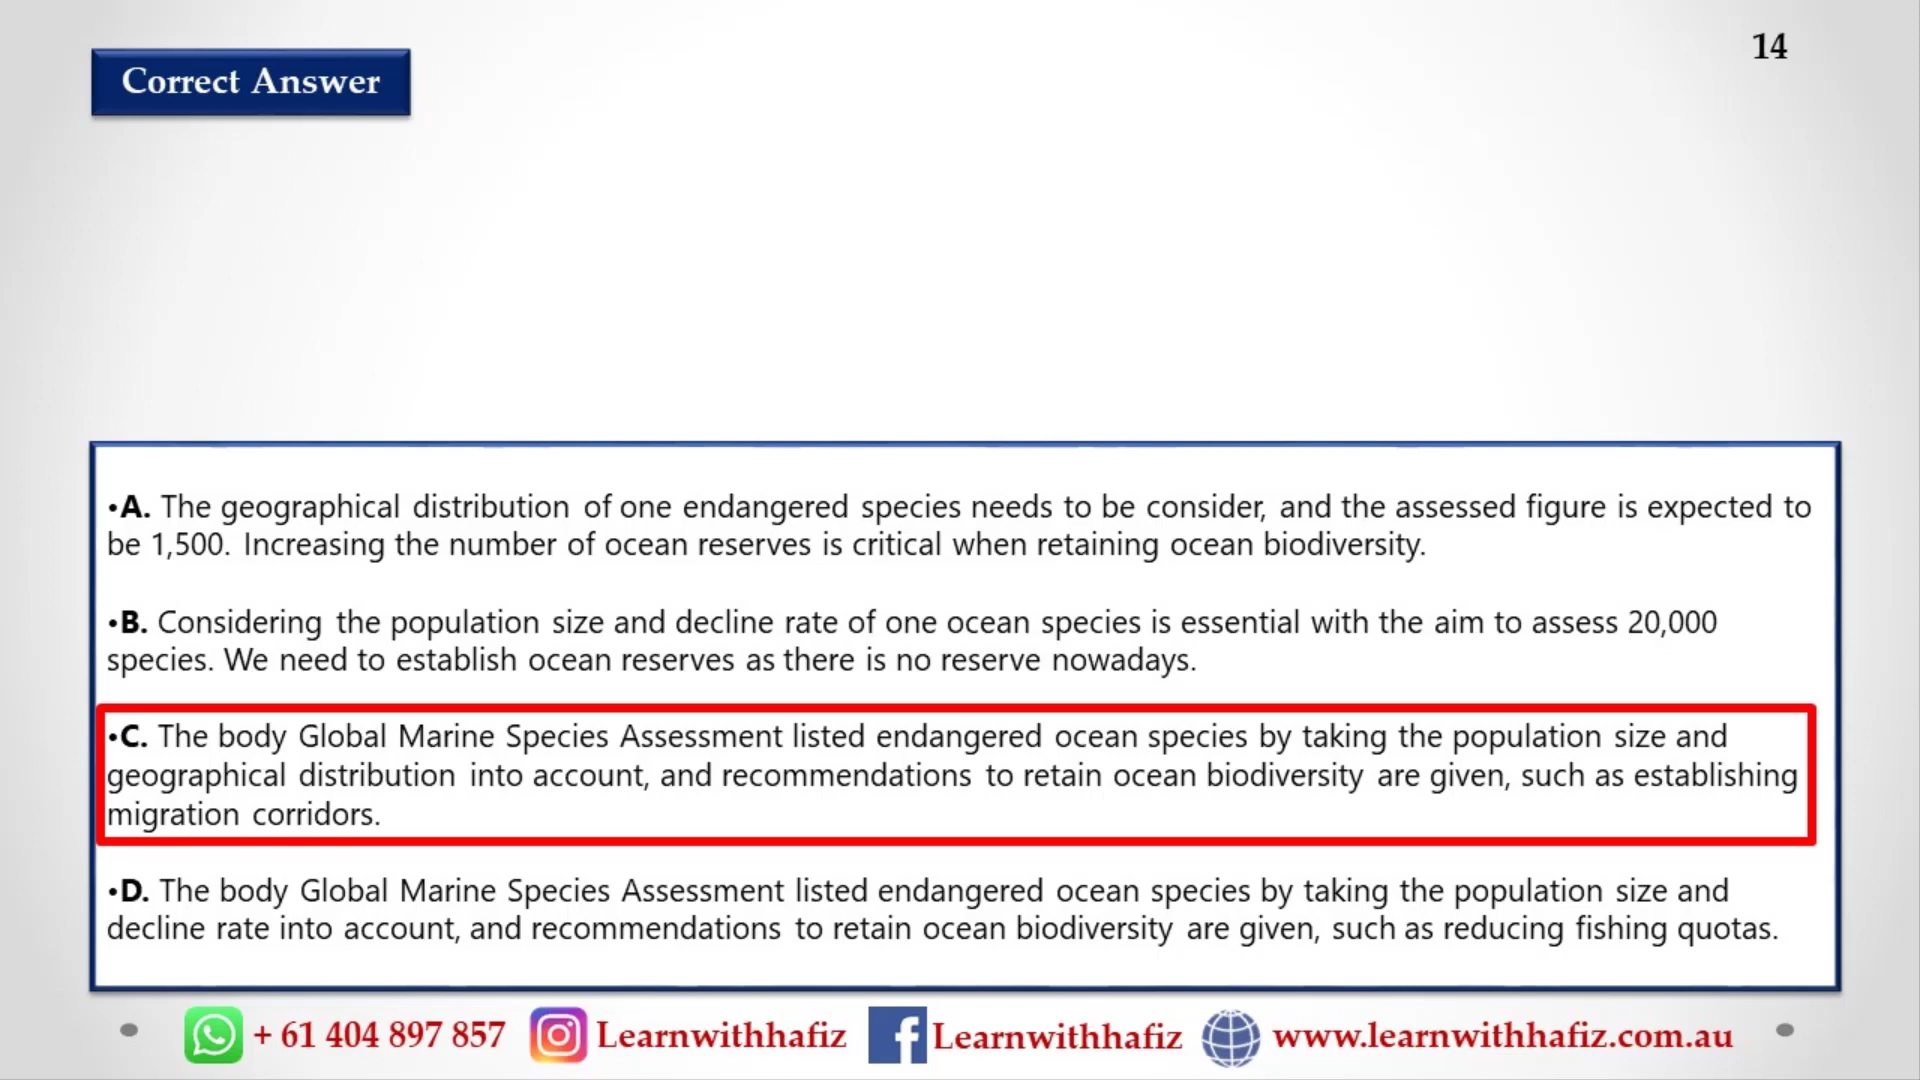 14
Correct Answer
•A. The geographical distribution of one endangered species needs to be consider, and the assessed figure is expected to
be 1,500. Increasing the number of ocean reserves is critical when retaining ocean biodiversity.
•B. Considering the population size and decline rate of one ocean species is essential with the aim to assess 20,000
species. We need to establish ocean reserves as there is no reserve nowadays.
•C. The body Global Marine Species Assessment listed endangered ocean species by taking the population size and
geographical distribution into account, and recommendations to retain ocean biodiversity are given, such as establishing
migration corridors.
•D. The body Global Marine Species Assessment listed endangered ocean species by taking the population size and
decline rate into account, and recommendations to retain ocean biodiversity are given, such as reducing fishing quotas.
+ 61 404 897 857 Learnwithhafiz Learnwithhafiz www.learnwithhafiz.com.au